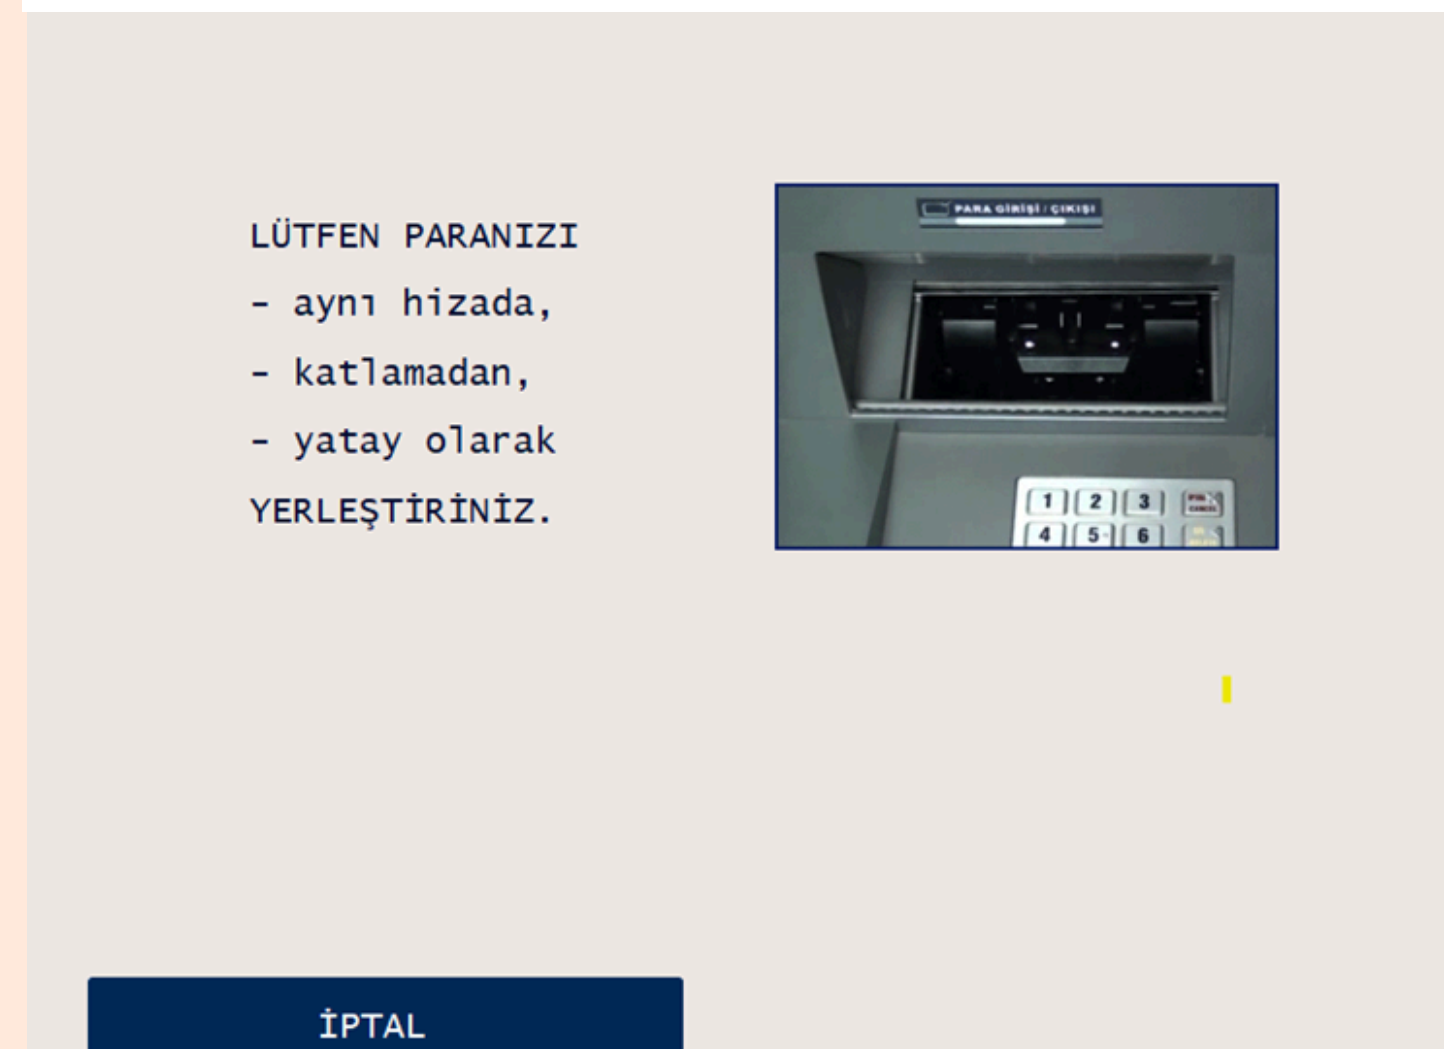 LÜTFEN PARANIZI
– aynı hizada,
– katlamadan,
– yatay olarak
YERLEŞTİRİNİZ.
PARA GİRİŞİ / ÇIKIŞI
1 2 3
CANCEL
4 5 6
İPTAL